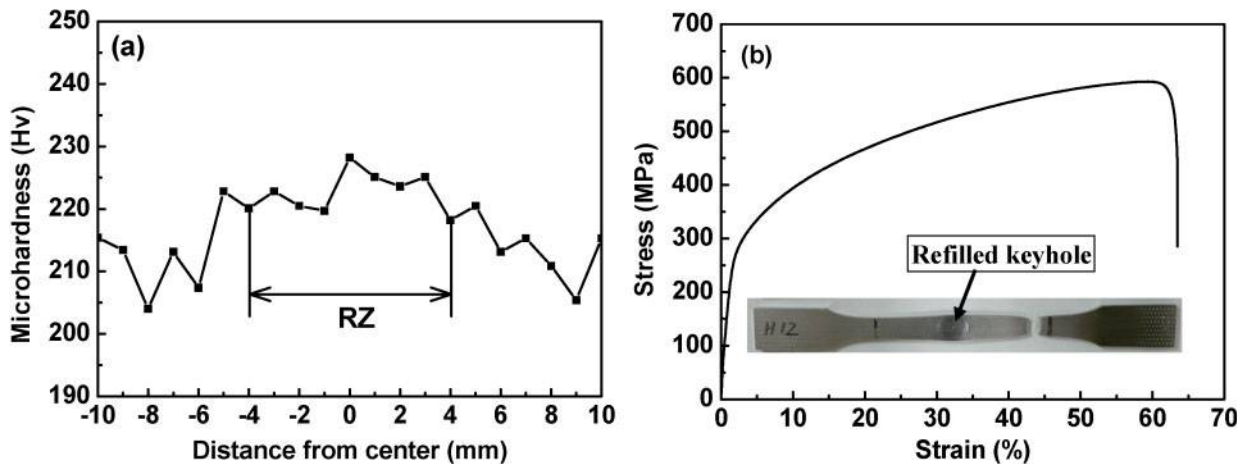 (a)
250
240
230
220
210
200
190
Microhardness (Hv)
RZ
-10 -8 -6 -4 -2 0 2 4 6 8 10
Distance from center (mm)
(b)
700
600
500
400
300
200
100
0
Stress (MPa)
Refilled keyhole
H12
0 10 20 30 40 50 60 70
Strain (%)